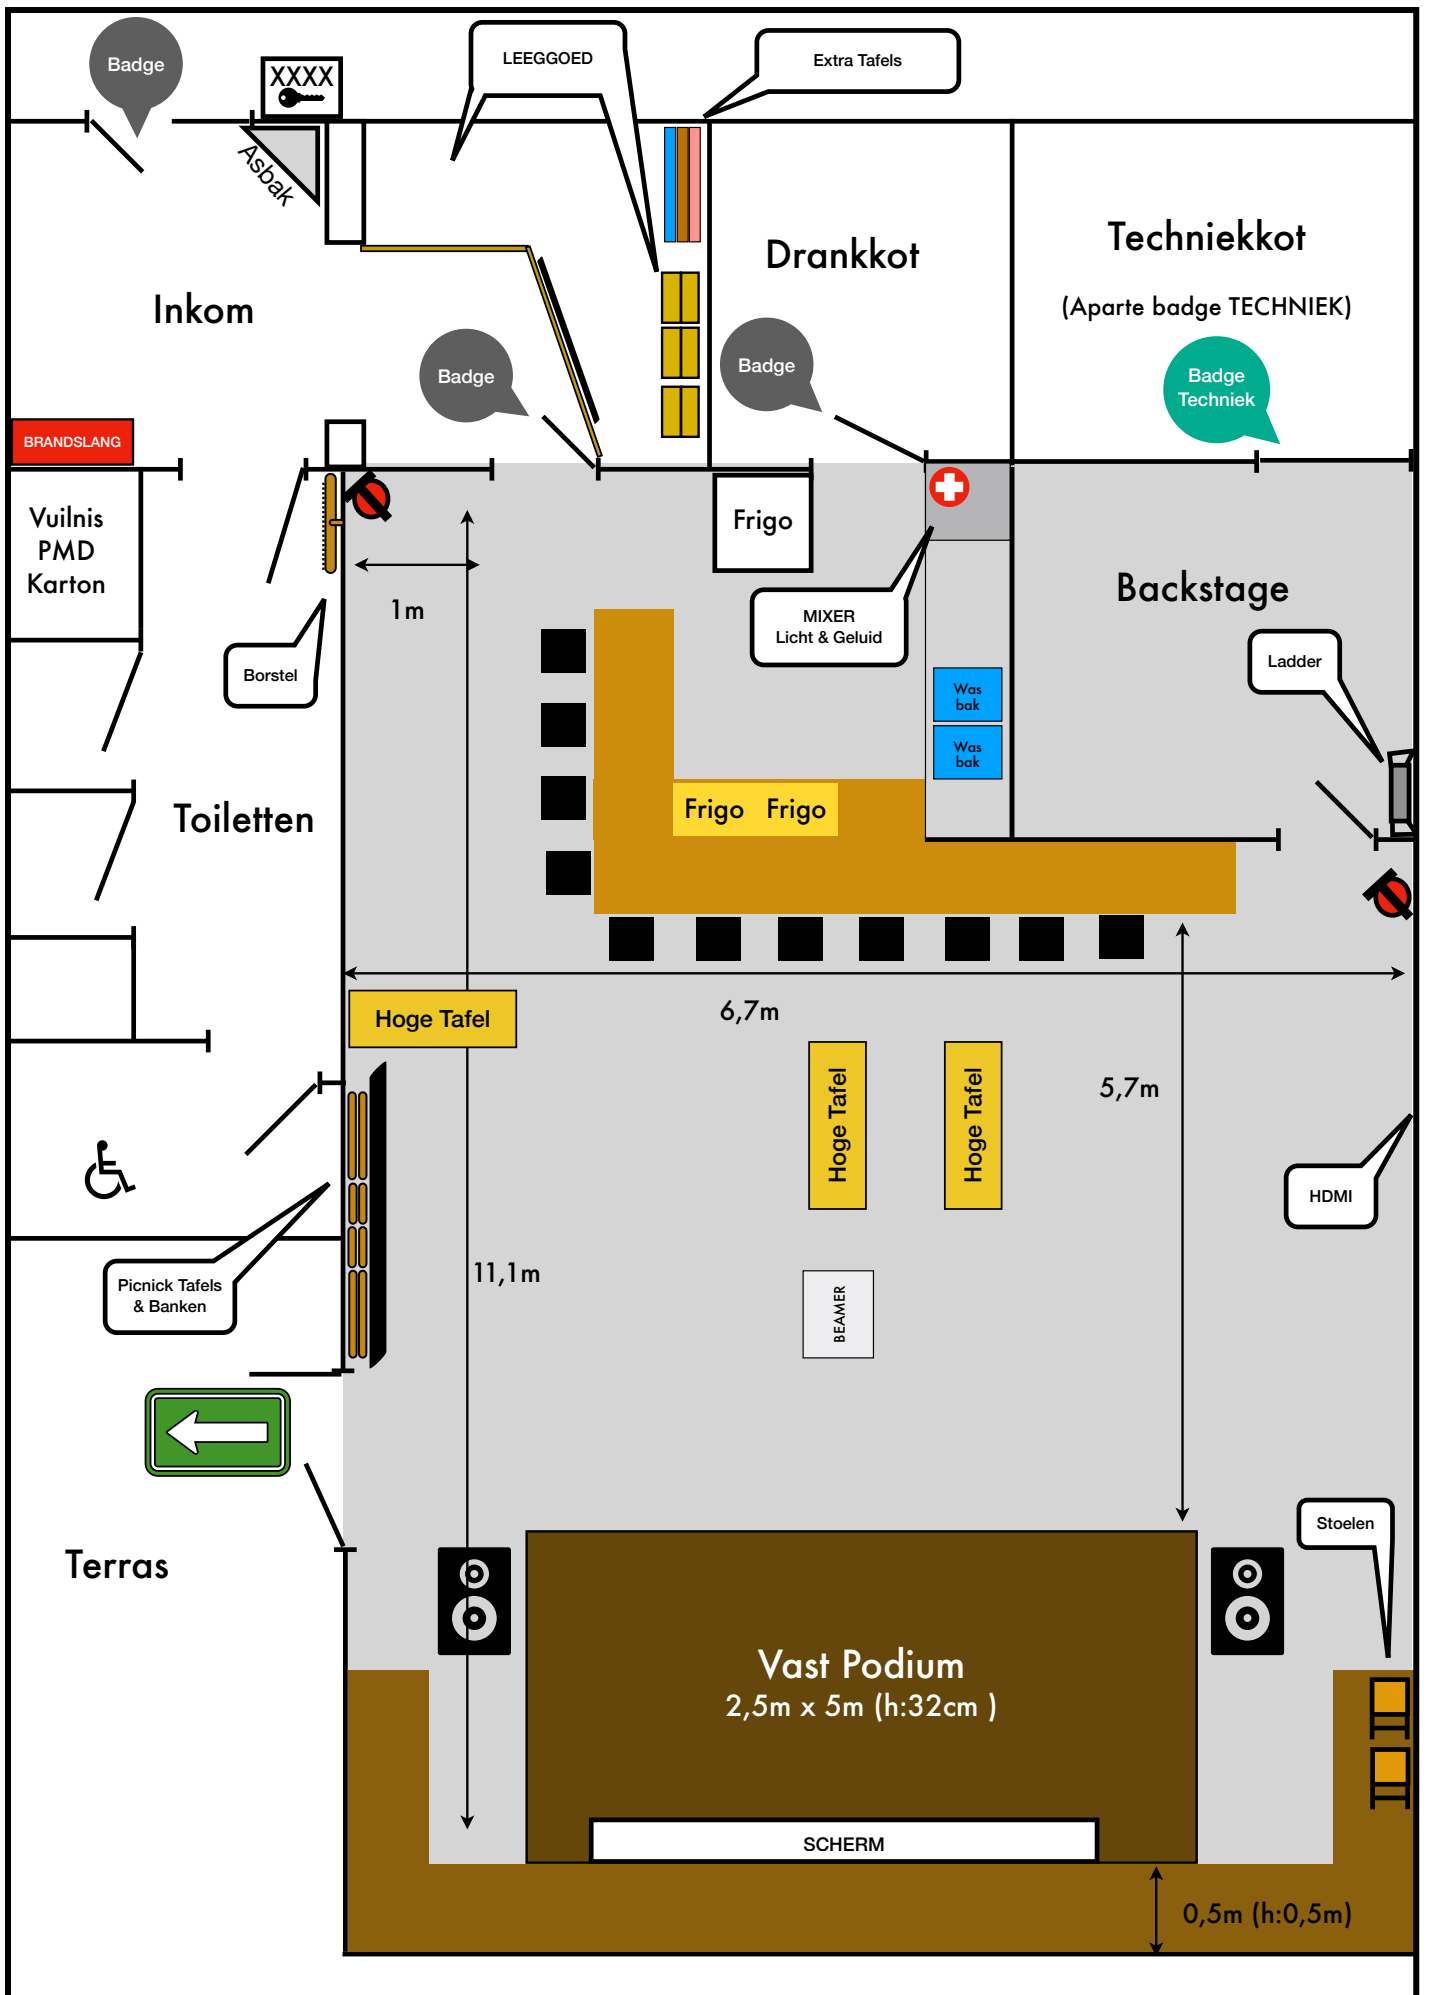 Badge
XXXX
LEEGGOED
Extra Tafels
Asbak
Inkom
Drankkot
Techniekkot
(Aparte badge TECHNIEK)
Badge
Badge
Badge
Techniek
BRANDSLANG
Vuilnis
PMD
Karton
Frigo
1m
MIXER
Licht & Geluid
Backstage
Borstel
Ladder
Was
bak
Was
bak
Toiletten
Frigo Frigo
Hoge Tafel
6,7m
Hoge Tafel
Hoge Tafel
5,7m
HDMI
Picnick Tafels
& Banken
11,1m
BEAMER
Stoelen
Terras
Vast Podium
2,5m x 5m (h:32cm )
SCHERM
0,5m (h:0,5m)